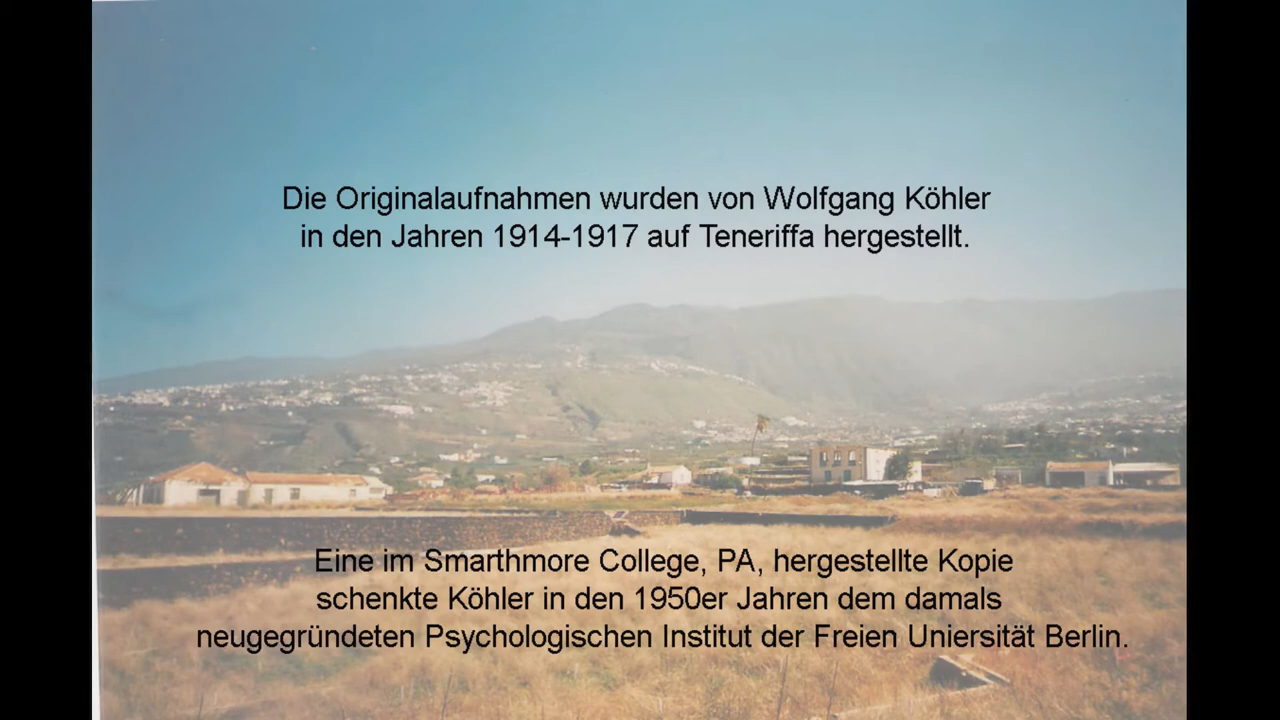 Die Originalaufnahmen wurden von Wolfgang Köhler
in den Jahren 1914-1917 auf Teneriffa hergestellt.
Eine im Smarthmore College, PA, hergestellte Kopie
schenkte Köhler in den 1950er Jahren dem damals
neugegründeten Psychologischen Institut der Freien Uniersität Berlin.